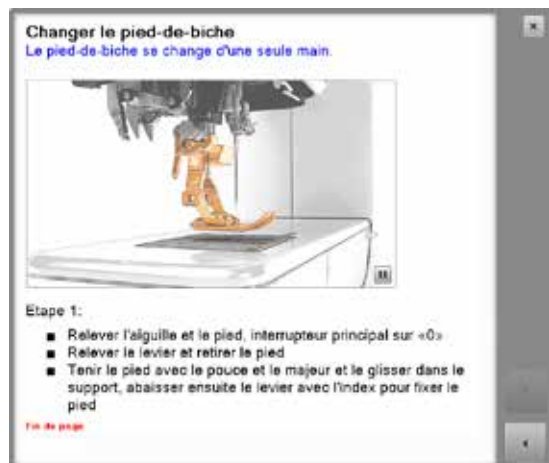 Changer le pied-de-biche
Le pied-de-biche se change d'une seule main.
Etape 1:
■ Relever l'aiguille et le pied, interrupteur principal sur «0»
■ Relever le levier et retirer le pied
■ Tenir le pied avec le pouce et le majeur et le glisser dans le
support, abaisser ensuite le levier avec l'index pour fixer le
pied
Fin de page